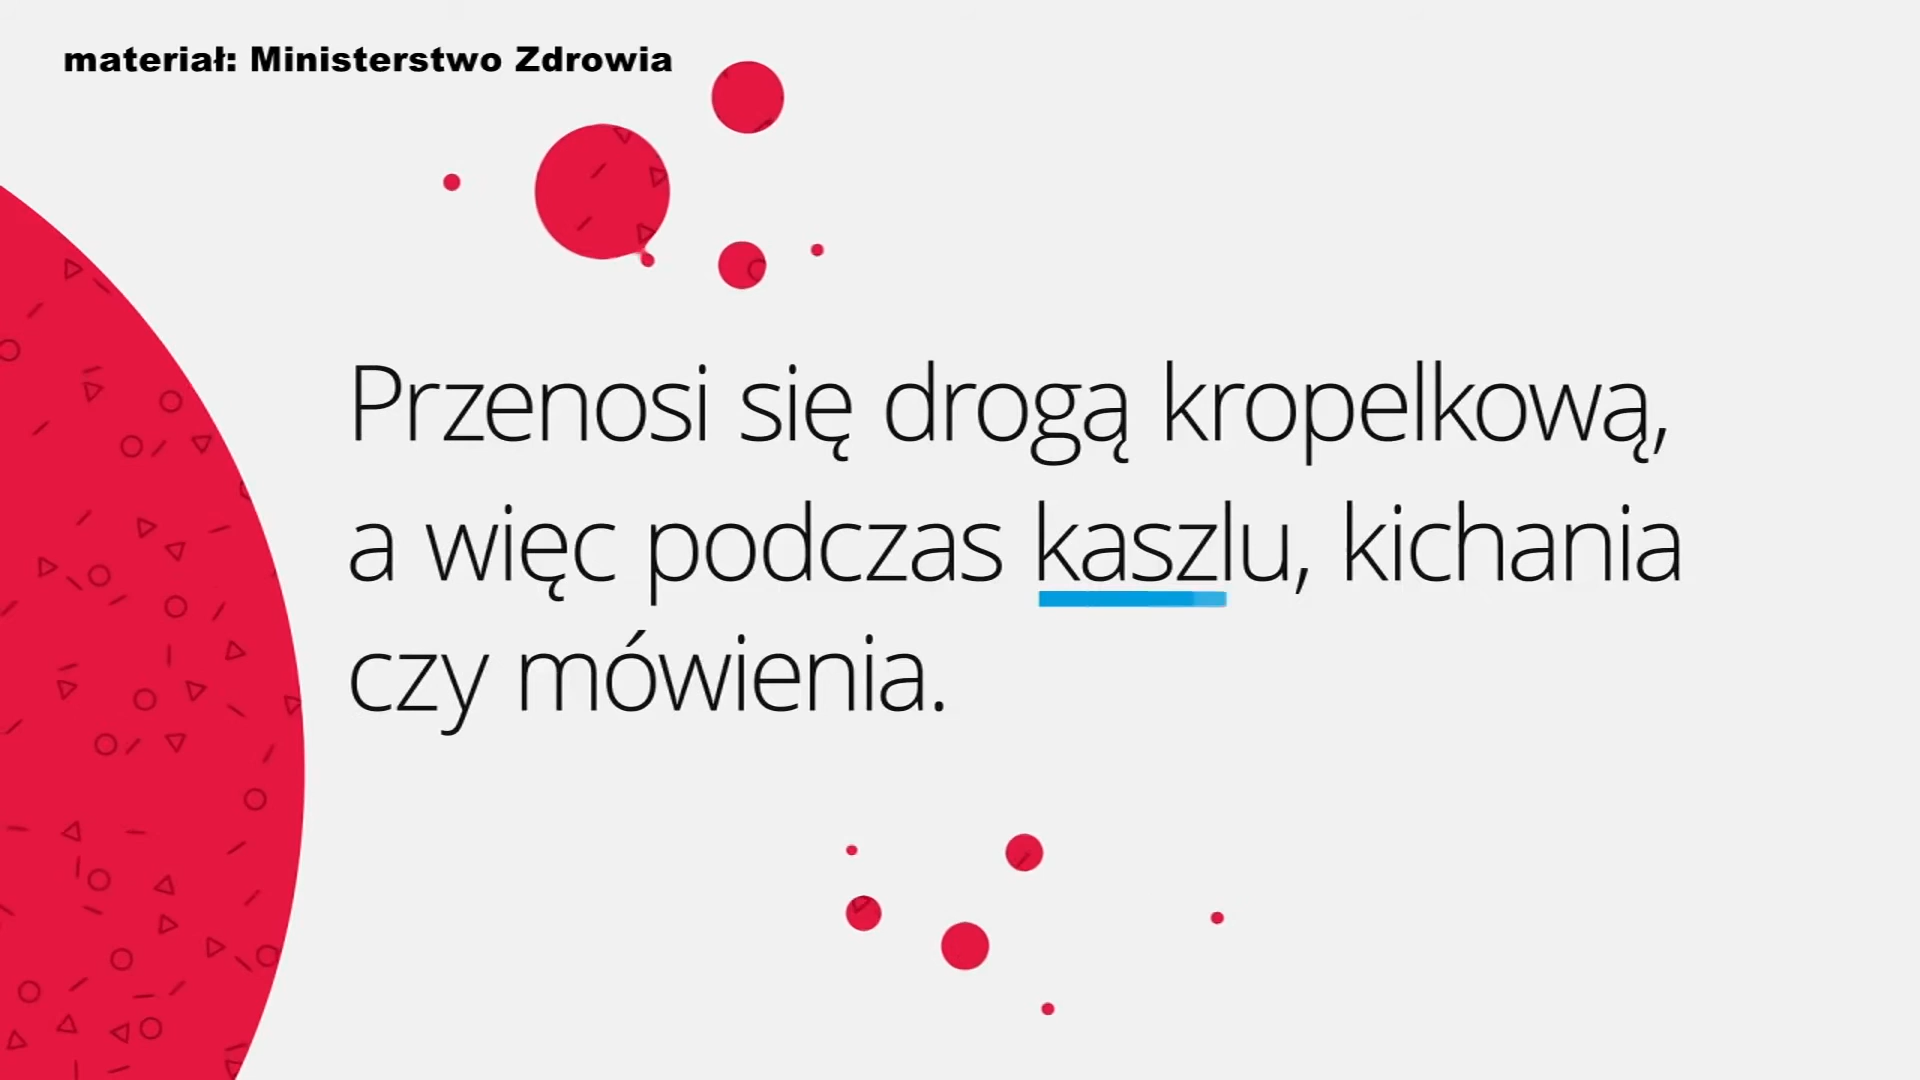 materiał: Ministerstwo Zdrowia
Przenosi się drogą kropelkową,
a więc podczas kaszlu, kichania
czy mówienia.